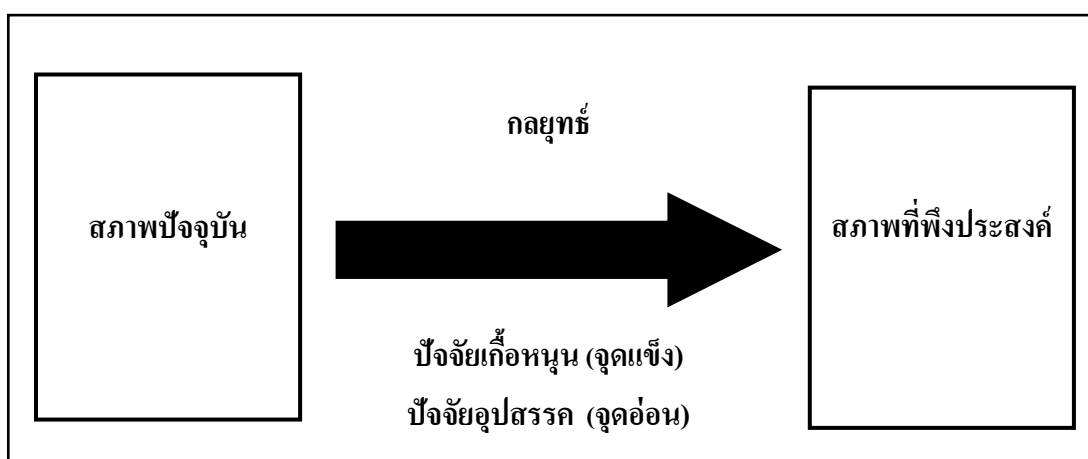 กลยุทธ์
สภาพปัจจุบัน
สภาพที่พึงประสงค์
ปัจจัยเกื้อหนุน (จุดแข็ง)
ปัจจัยอุปสรรค (จุดอ่อน)